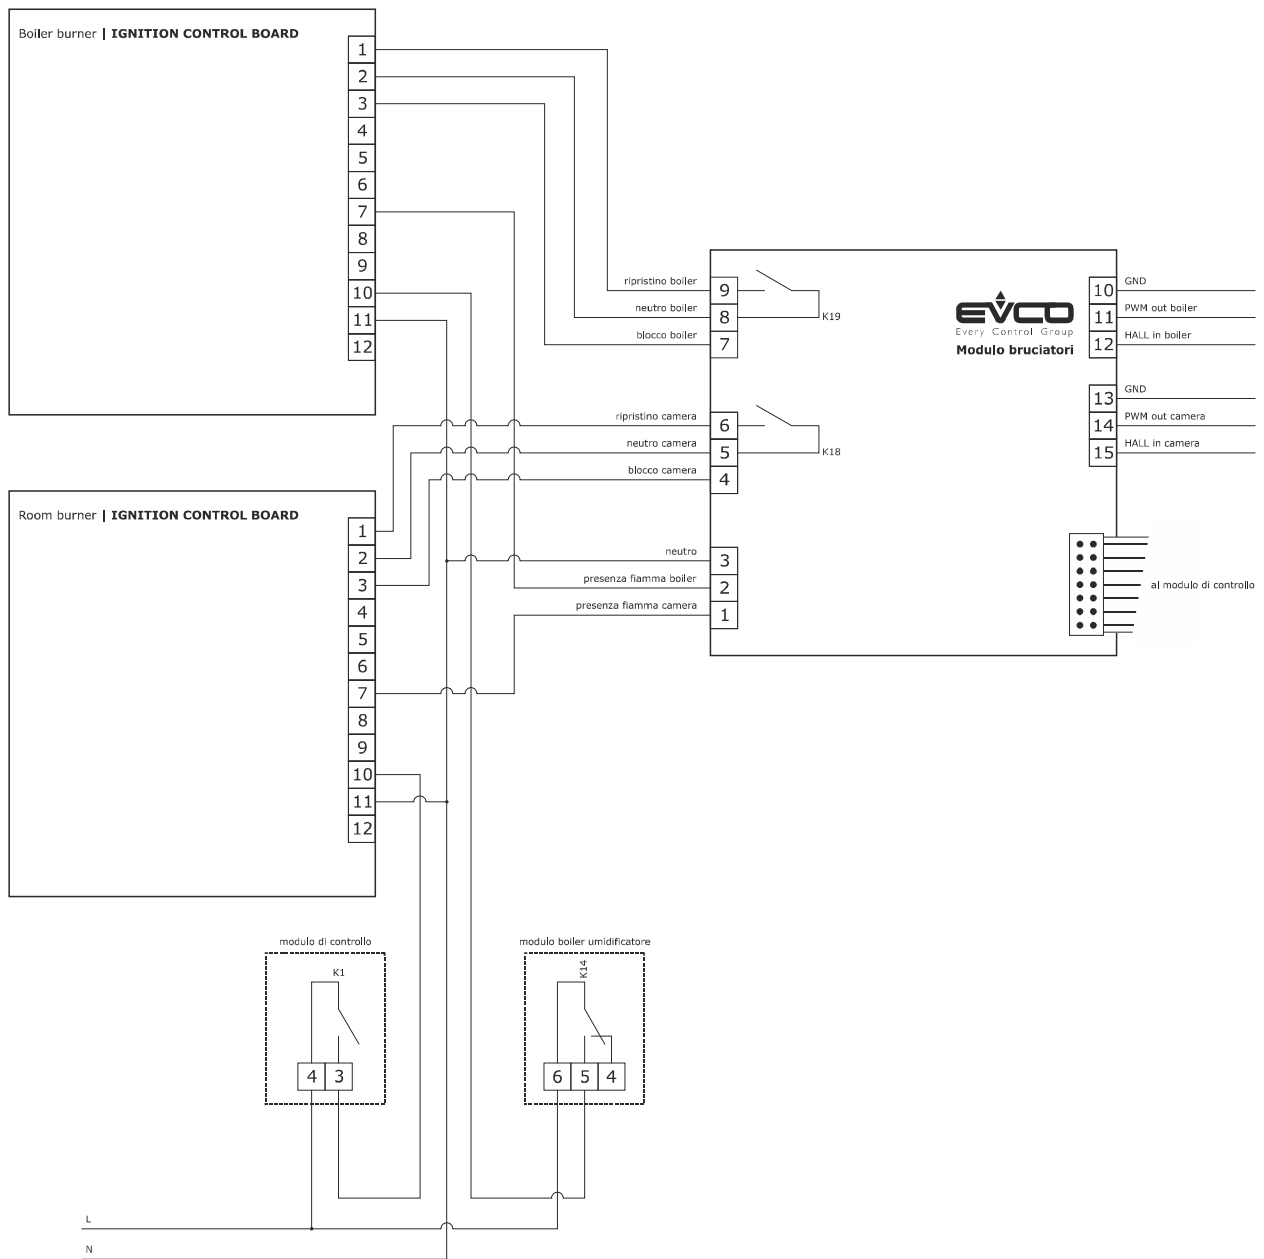 Boiler burner | IGNITION CONTROL BOARD
1
2
3
4
5
6
7
8
9
10
11
12
ripristino boiler
9
neutro boiler
8
blocco boiler
7
K19
ripristino camera
6
neutro camera
5
blocco camera
4
K18
neutro
3
presenza fiamma boiler
2
presenza fiamma camera
1
EVCO
Every Control Group
Modulo bruciatori
10
GND
11
PWM out boiler
12
HALL in boiler
13
GND
14
PWM out camera
15
HALL in camera
al modulo di controllo
Room burner | IGNITION CONTROL BOARD
1
2
3
4
5
6
7
8
9
10
11
12
modulo di controllo
K1
4 3
modulo boiler umidificatore
K14
6 5 4
L
N